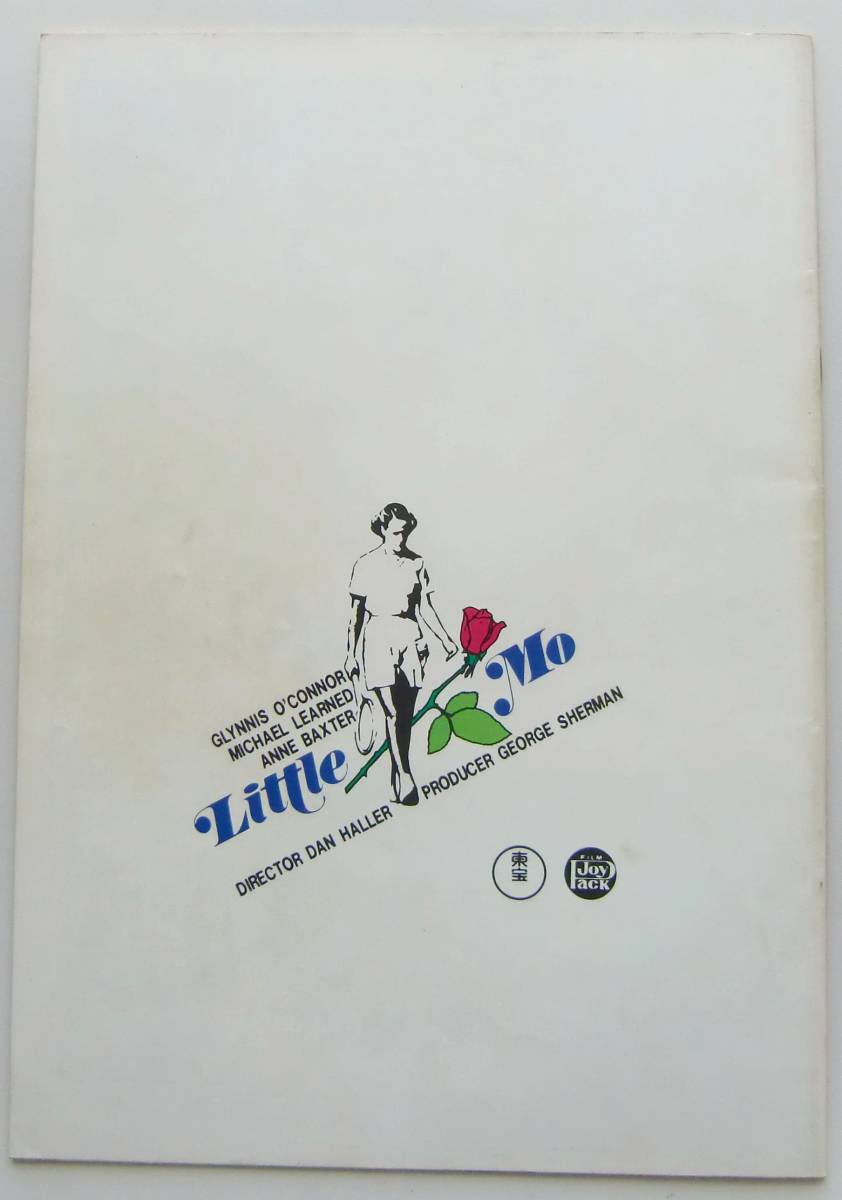 GLYNNIS O'CONNOR
MICHAEL LEARNED
ANNE BAXTER
Little Mo
DIRECTOR DAN HALLER PRODUCER GEORGE SHERMAN
東宝
FILM
Joy
Pack